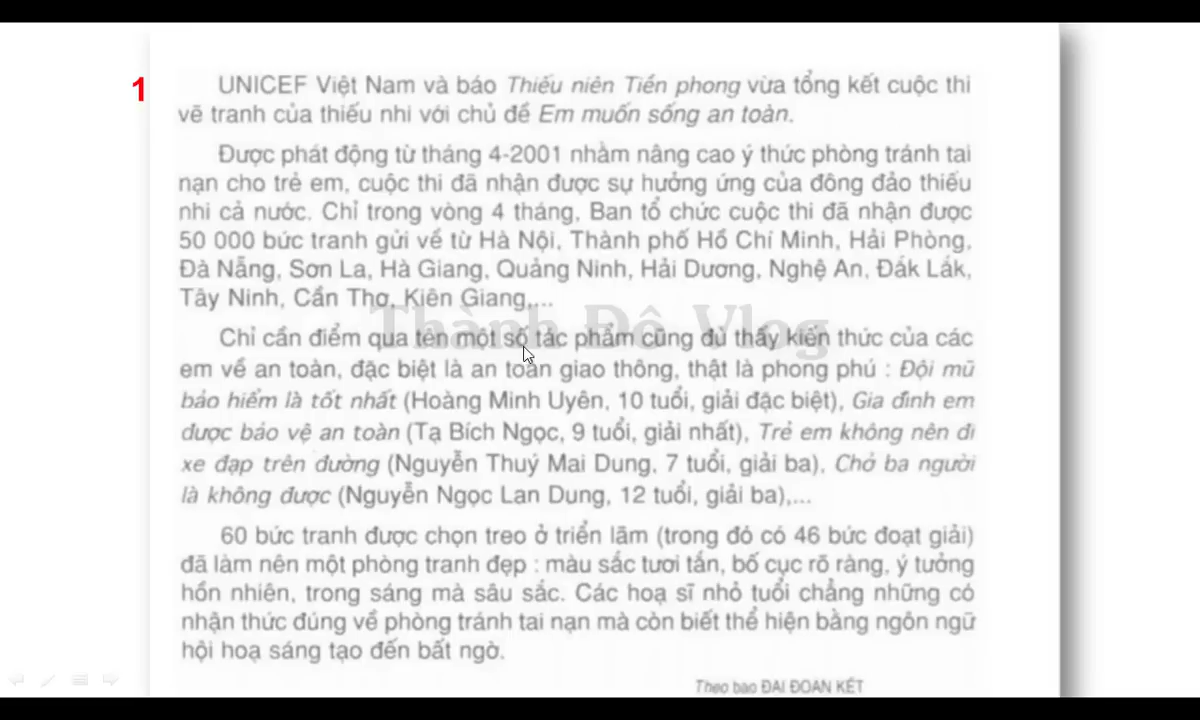 1
UNICEF Việt Nam và báo Thiếu niên Tiền phong vừa tổng kết cuộc thi
vẽ tranh của thiếu nhi với chủ đề Em muốn sống an toàn.
Được phát động từ tháng 4-2001 nhằm nâng cao ý thức phòng tránh tai
nạn cho trẻ em, cuộc thi đã nhận được sự hưởng ứng của đông đảo thiếu
nhi cả nước. Chỉ trong vòng 4 tháng, Ban tổ chức cuộc thi đã nhận được
50 000 bức tranh gửi về từ Hà Nội, Thành phố Hồ Chí Minh, Hải Phòng,
Đà Nẵng, Sơn La, Hà Giang, Quảng Ninh, Hải Dương, Nghệ An, Đắk Lắk,
Tây Ninh, Cần Thơ, Kiên Giang,...
Thành Đô Vlog
Chỉ cần điểm qua tên một số tác phẩm cũng đủ thấy kiến thức của các
em về an toàn, đặc biệt là an toàn giao thông, thật là phong phú : Đội mũ
bảo hiểm là tốt nhất (Hoàng Minh Uyên, 10 tuổi, giải đặc biệt), Gia đình em
được bảo vệ an toàn (Tạ Bích Ngọc, 9 tuổi, giải nhất), Trẻ em không nên đi
xe đạp trên đường (Nguyễn Thuý Mai Dung, 7 tuổi, giải ba), Chở ba người
là không được (Nguyễn Ngọc Lan Dung, 12 tuổi, giải ba),...
60 bức tranh được chọn treo ở triển lãm (trong đó có 46 bức đoạt giải)
đã làm nên một phòng tranh đẹp : màu sắc tươi tắn, bố cục rõ ràng, ý tưởng
hồn nhiên, trong sáng mà sâu sắc. Các hoạ sĩ nhỏ tuổi chẳng những có
nhận thức đúng về phòng tránh tai nạn mà còn biết thể hiện bằng ngôn ngữ
hội hoạ sáng tạo đến bất ngờ.
Theo báo ĐẠI ĐOÀN KẾT